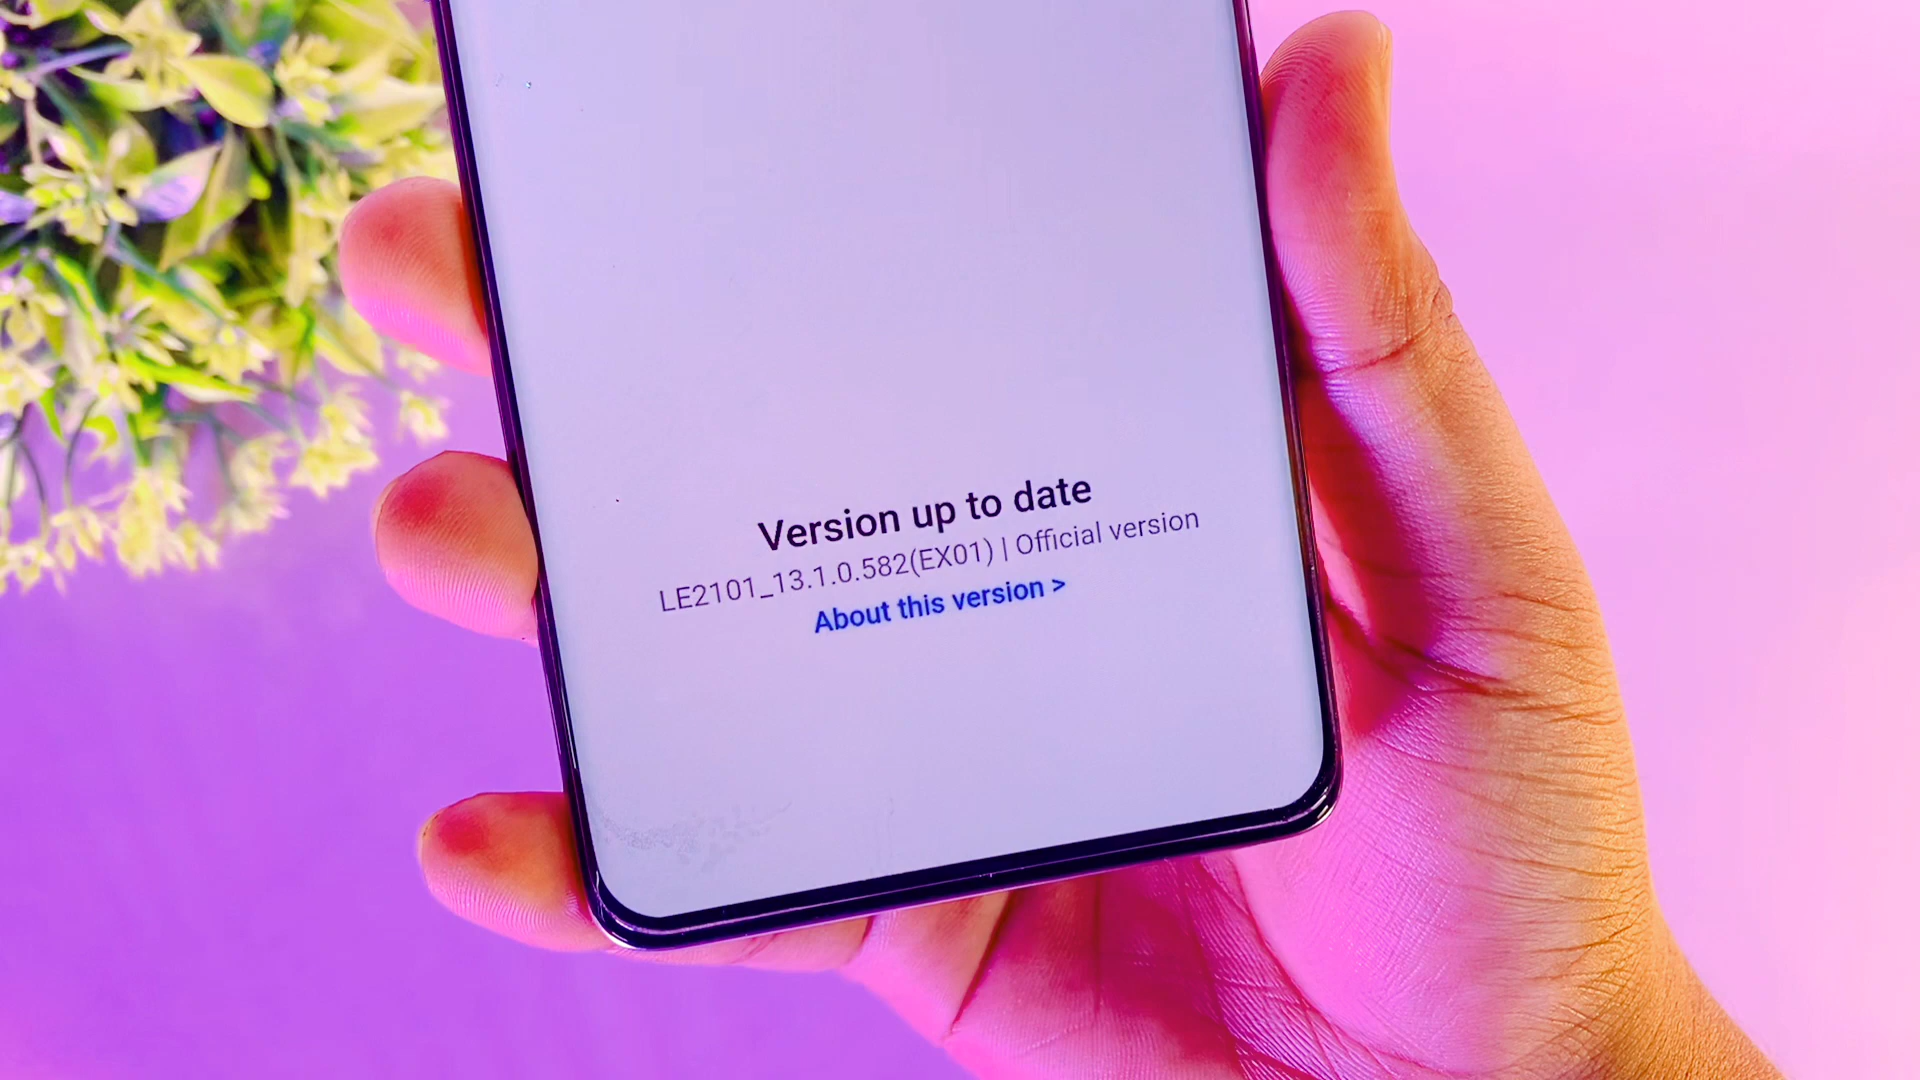 Version up to date
LE2101_13.1.0.582(EX01) | Official version
About this version >